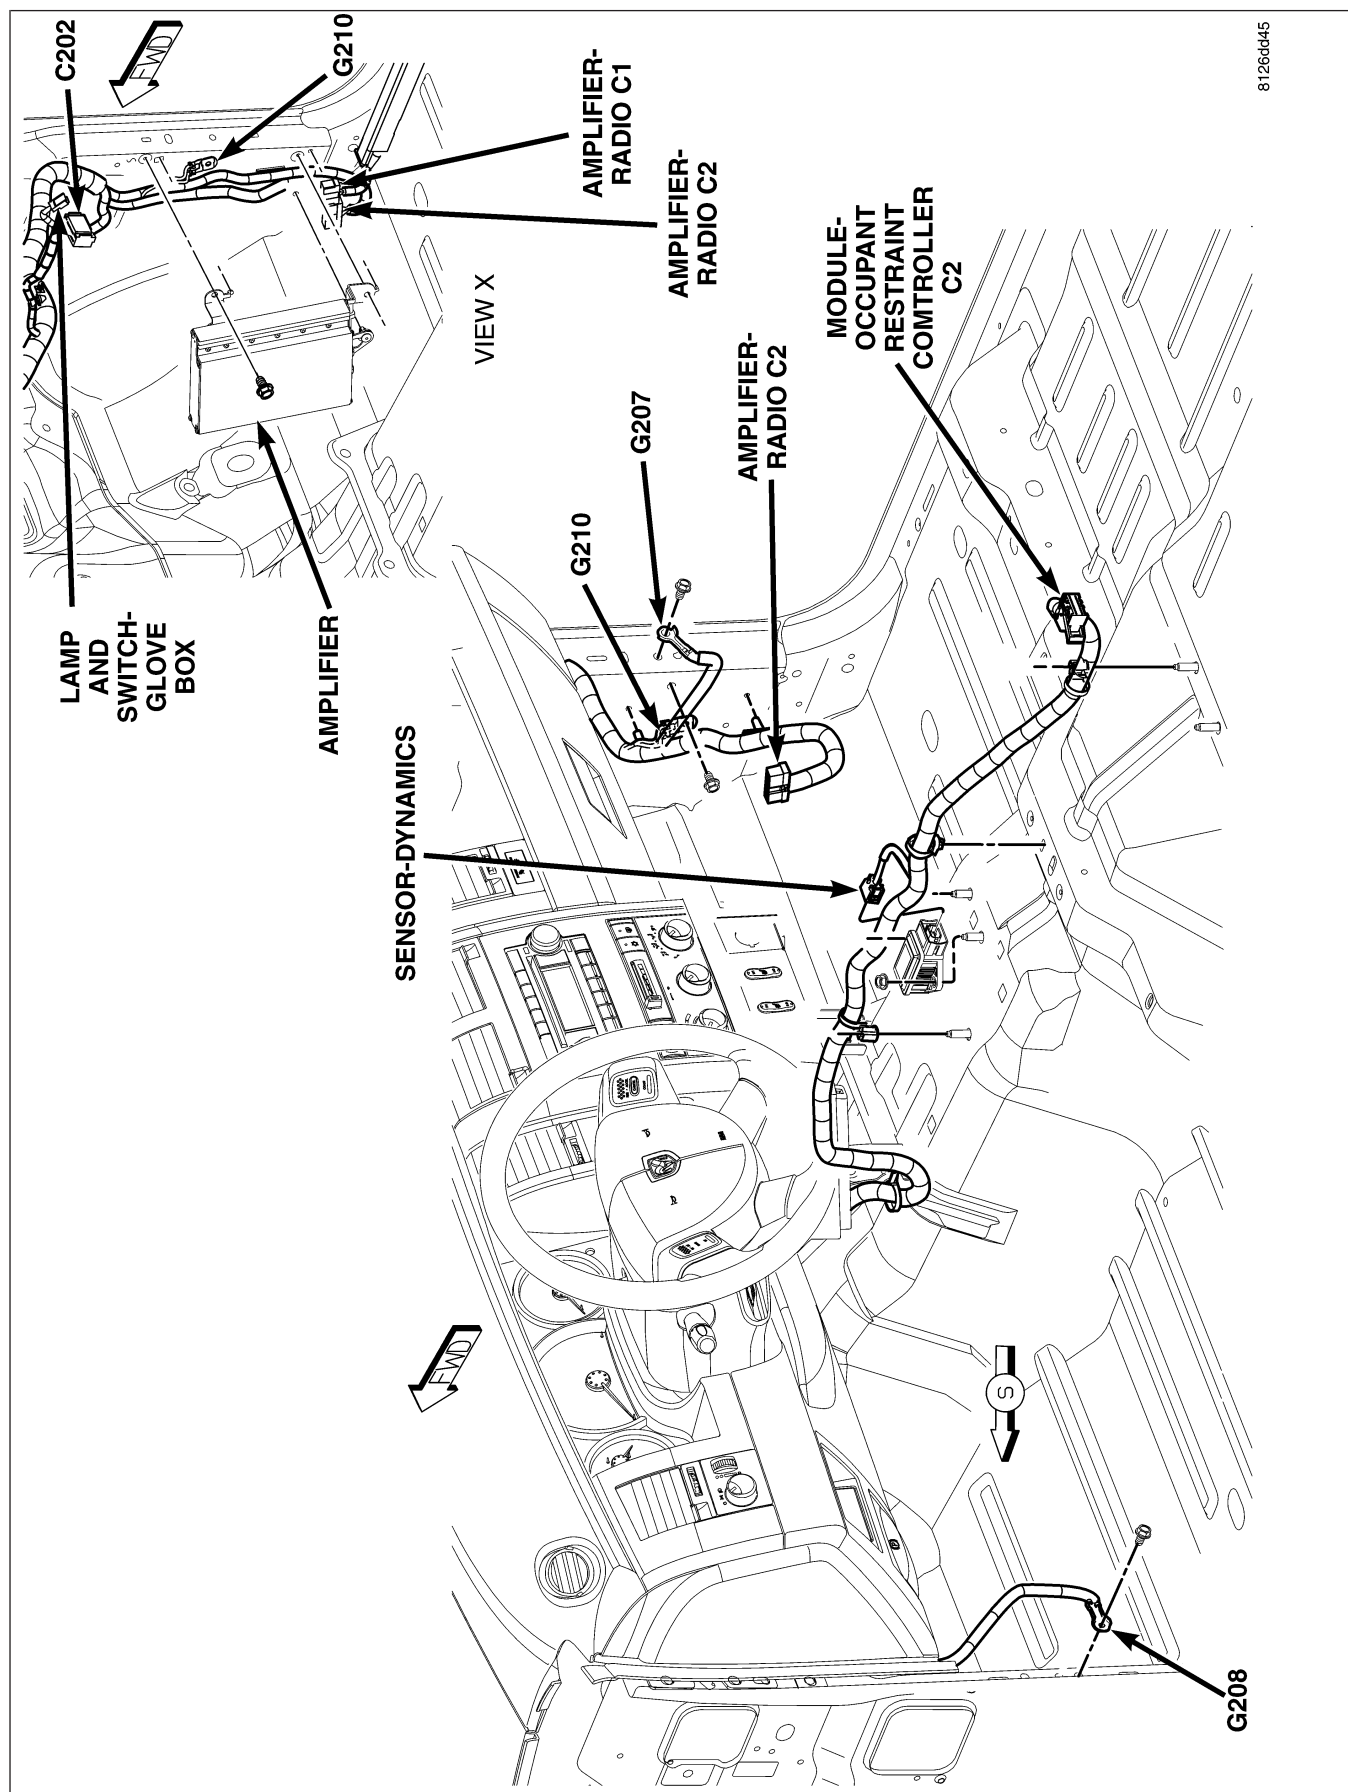 LAMP
AND
SWITCH-
GLOVE
BOX
C202
FWD
G210
AMPLIFIER
AMPLIFIER-
RADIO C1
AMPLIFIER-
RADIO C2
VIEW X
SENSOR-DYNAMICS
G210
G207
AMPLIFIER-
RADIO C2
MODULE-
OCCUPANT
RESTRAINT
COMTROLLER
C2
FWD
S
G208
8126dd45